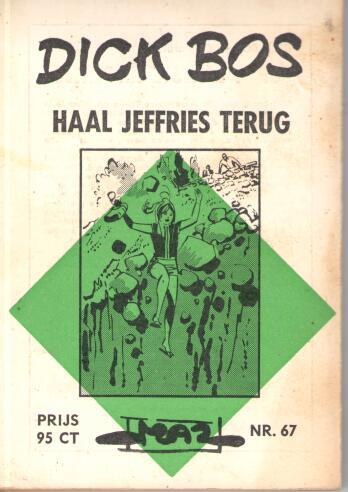 DICK BOS
HAAL JEFFRIES TERUG
MAZ
PRIJS
95 CT
NR. 67